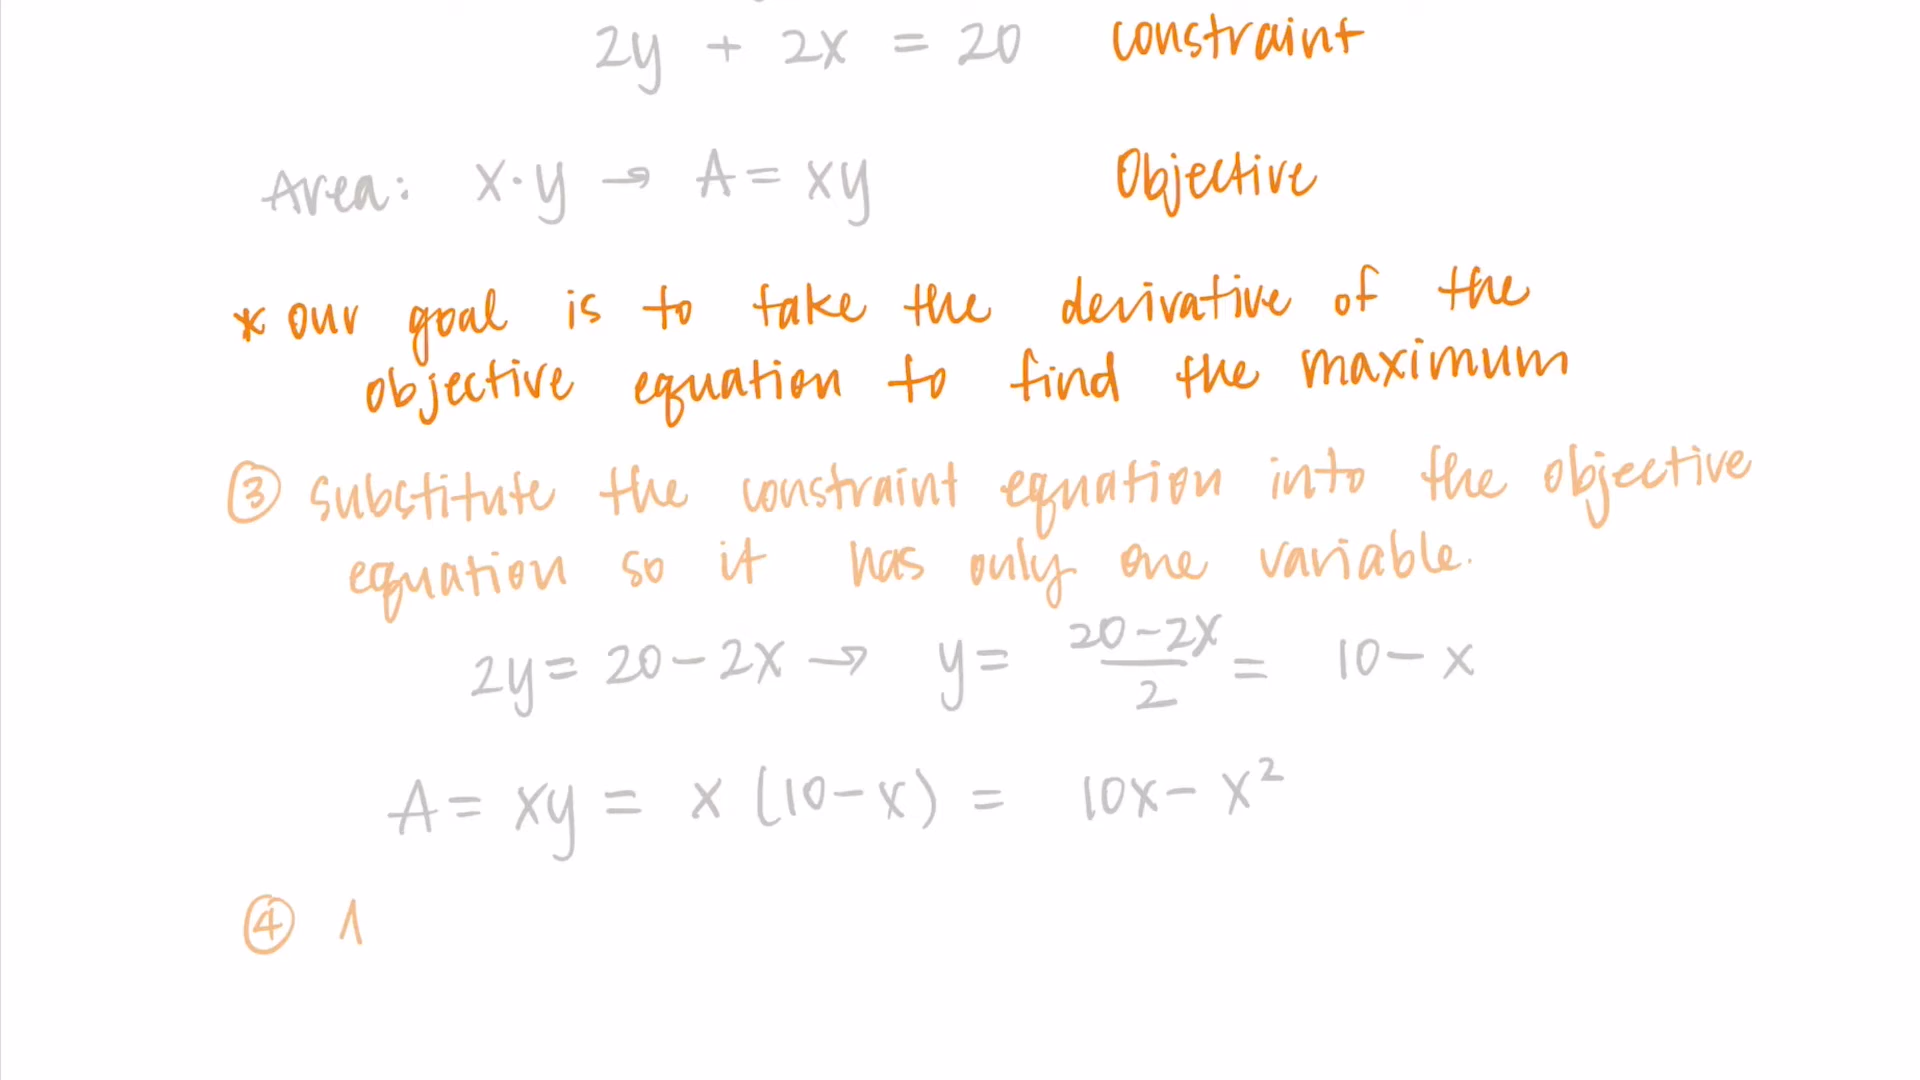 2y + 2x = 20 constraint
Area: x·y → A = xy Objective
* our goal is to take the derivative of the
objective equation to find the maximum
③ substitute the constraint equation into the objective
equation so it has only one variable.
2y = 20 - 2x → y = (20-2x)/2 = 10 - x
A = xy = x (10-x) = 10x - x²
④